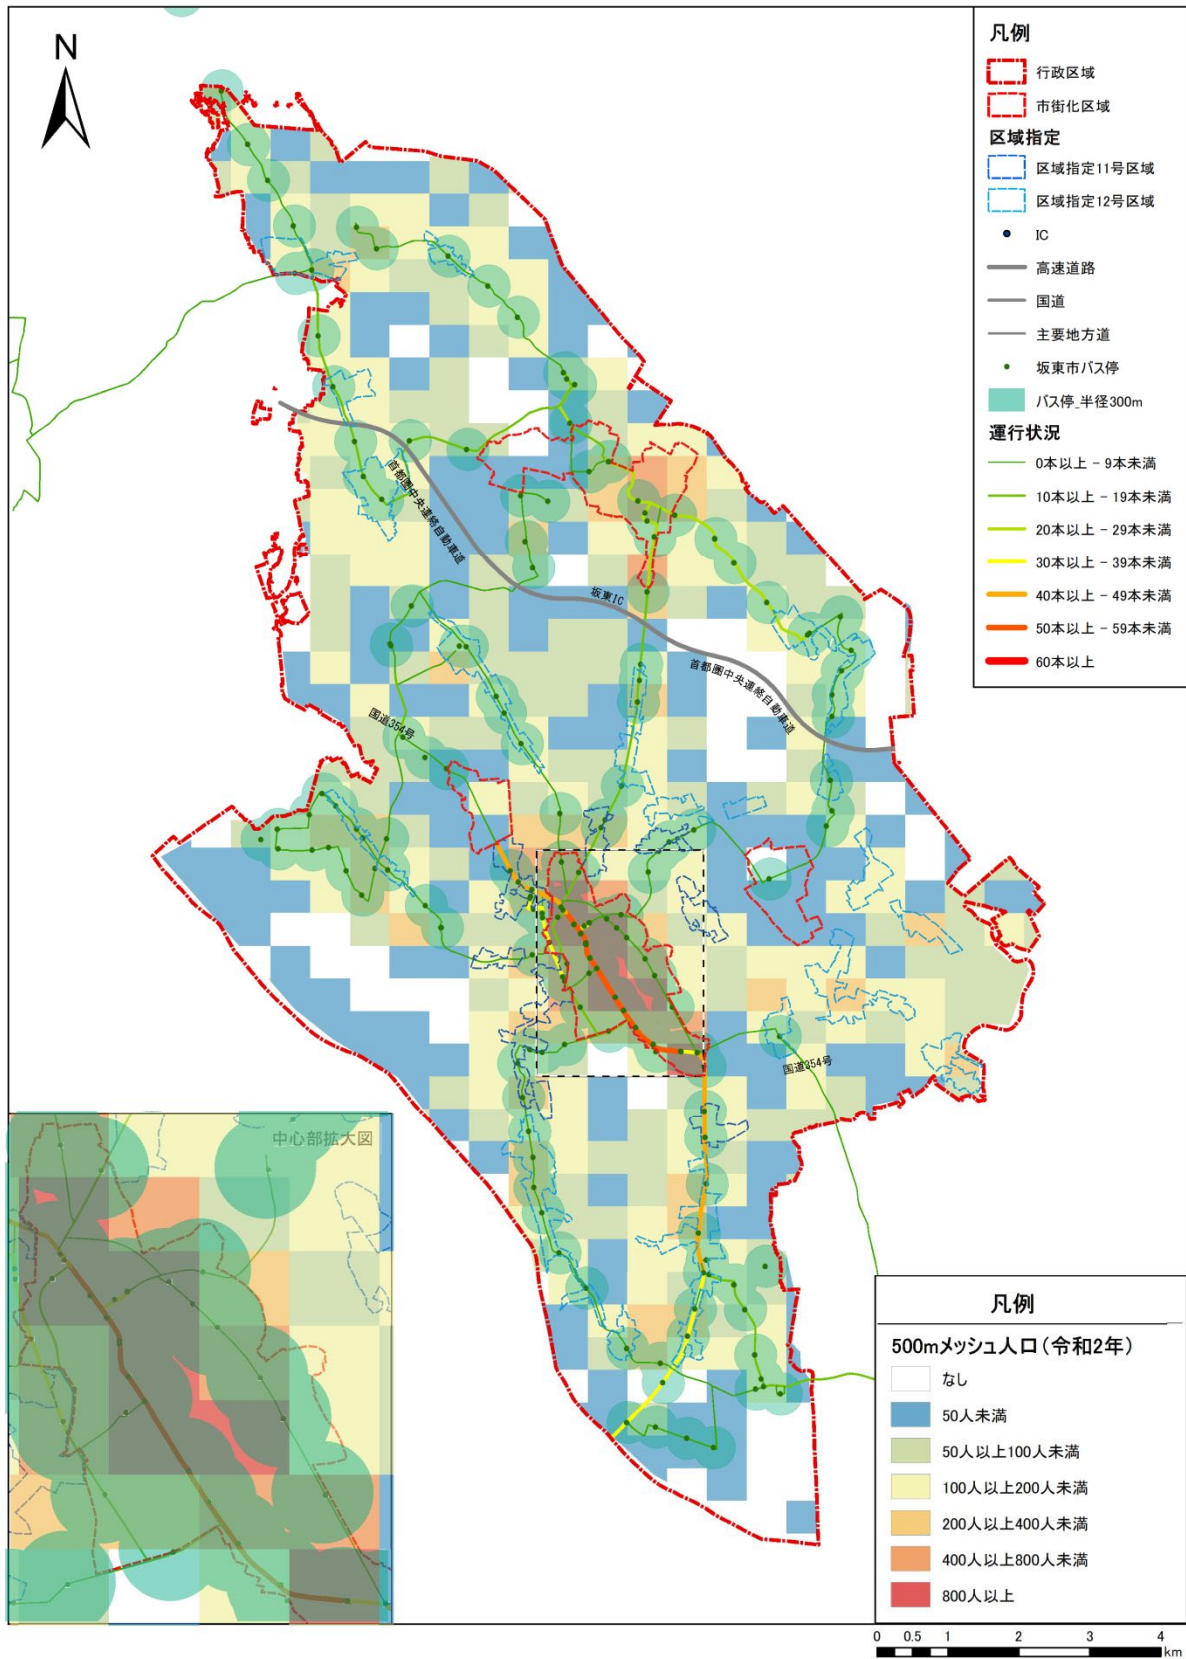 N
凡例
行政区域
市街化区域
区域指定
区域指定11号区域
区域指定12号区域
IC
高速道路
国道
主要地方道
坂東市バス停
バス停_半径300m
運行状況
0本以上 - 9本未満
10本以上 - 19本未満
20本以上 - 29本未満
30本以上 - 39本未満
40本以上 - 49本未満
50本以上 - 59本未満
60本以上
首都圏中央連絡自動車道
坂東IC
首都圏中央連絡自動車道
国道354号
国道354号
中心部拡大図
凡例
500mメッシュ人口(令和2年)
なし
50人未満
50人以上100人未満
100人以上200人未満
200人以上400人未満
400人以上800人未満
800人以上
0 0.5 1 2 3 4
km